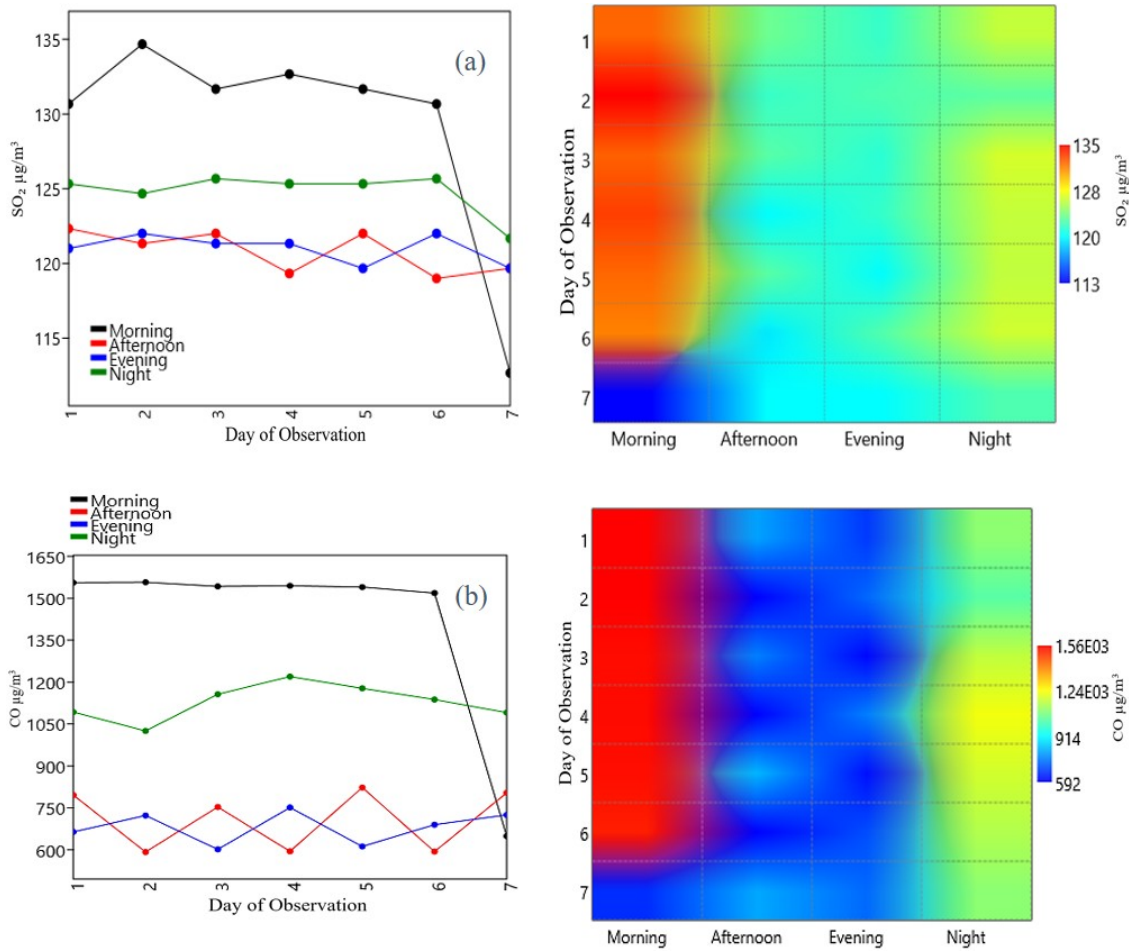 135
130
125
120
115
SO₂ µg/m³
(a)
Morning
Afternoon
Evening
Night
1 2 3 4 5 6 7
Day of Observation
Day of Observation
1
2
3
4
5
6
7
Morning Afternoon Evening Night
135
128
120
113
SO₂ µg/m³
Morning
Afternoon
Evening
Night
1650
1500
1350
1200
1050
900
750
600
CO µg/m³
(b)
1 2 3 4 5 6 7
Day of Observation
Day of Observation
1
2
3
4
5
6
7
Morning Afternoon Evening Night
1.56E03
1.24E03
914
592
CO µg/m³